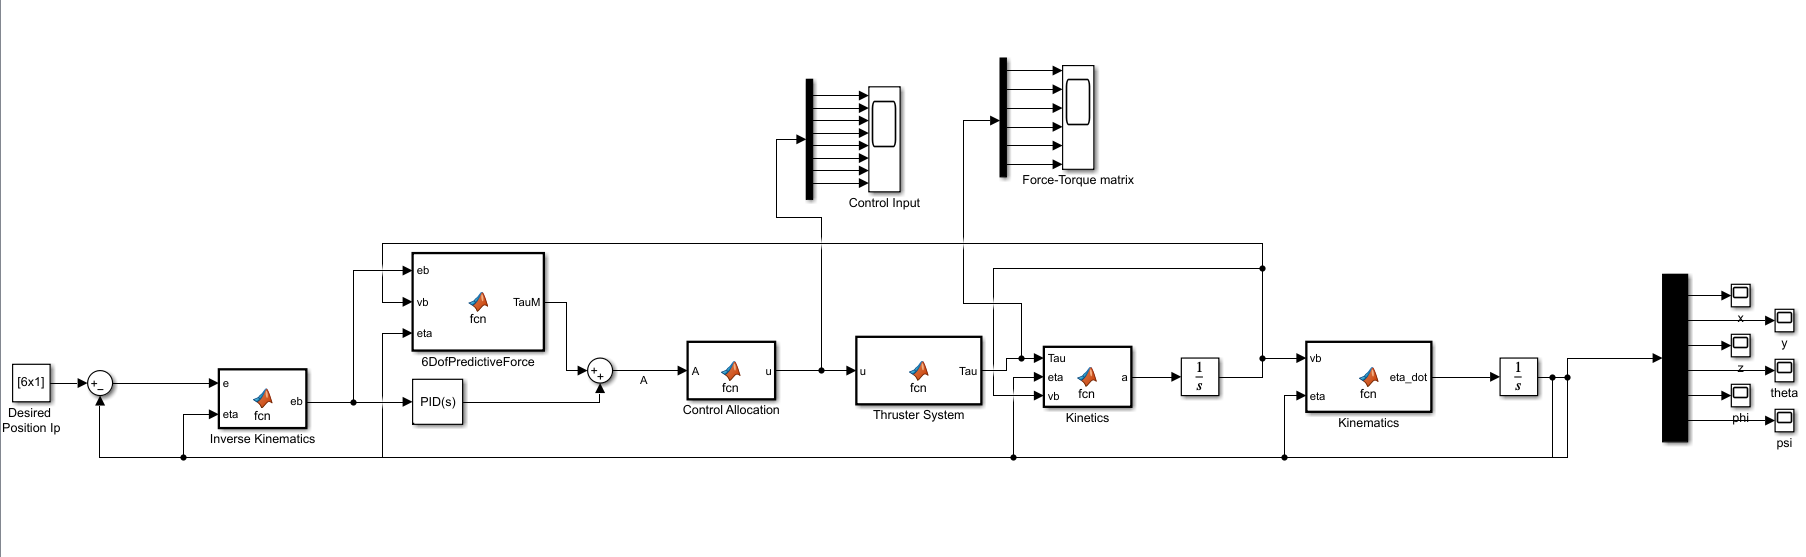 Control Input
Force-Torque matrix
eb
vb
eta
TauM
fcn
6DofPredictiveForce
[6x1]
Desired
Position Ip
+
−
e
eta
eb
fcn
Inverse Kinematics
PID(s)
+
+
A
A
u
fcn
Control Allocation
u
Tau
fcn
Thruster System
Tau
eta
vb
a
fcn
Kinetics
1
s
vb
eta
eta_dot
fcn
Kinematics
1
s
x
y
z
theta
phi
psi